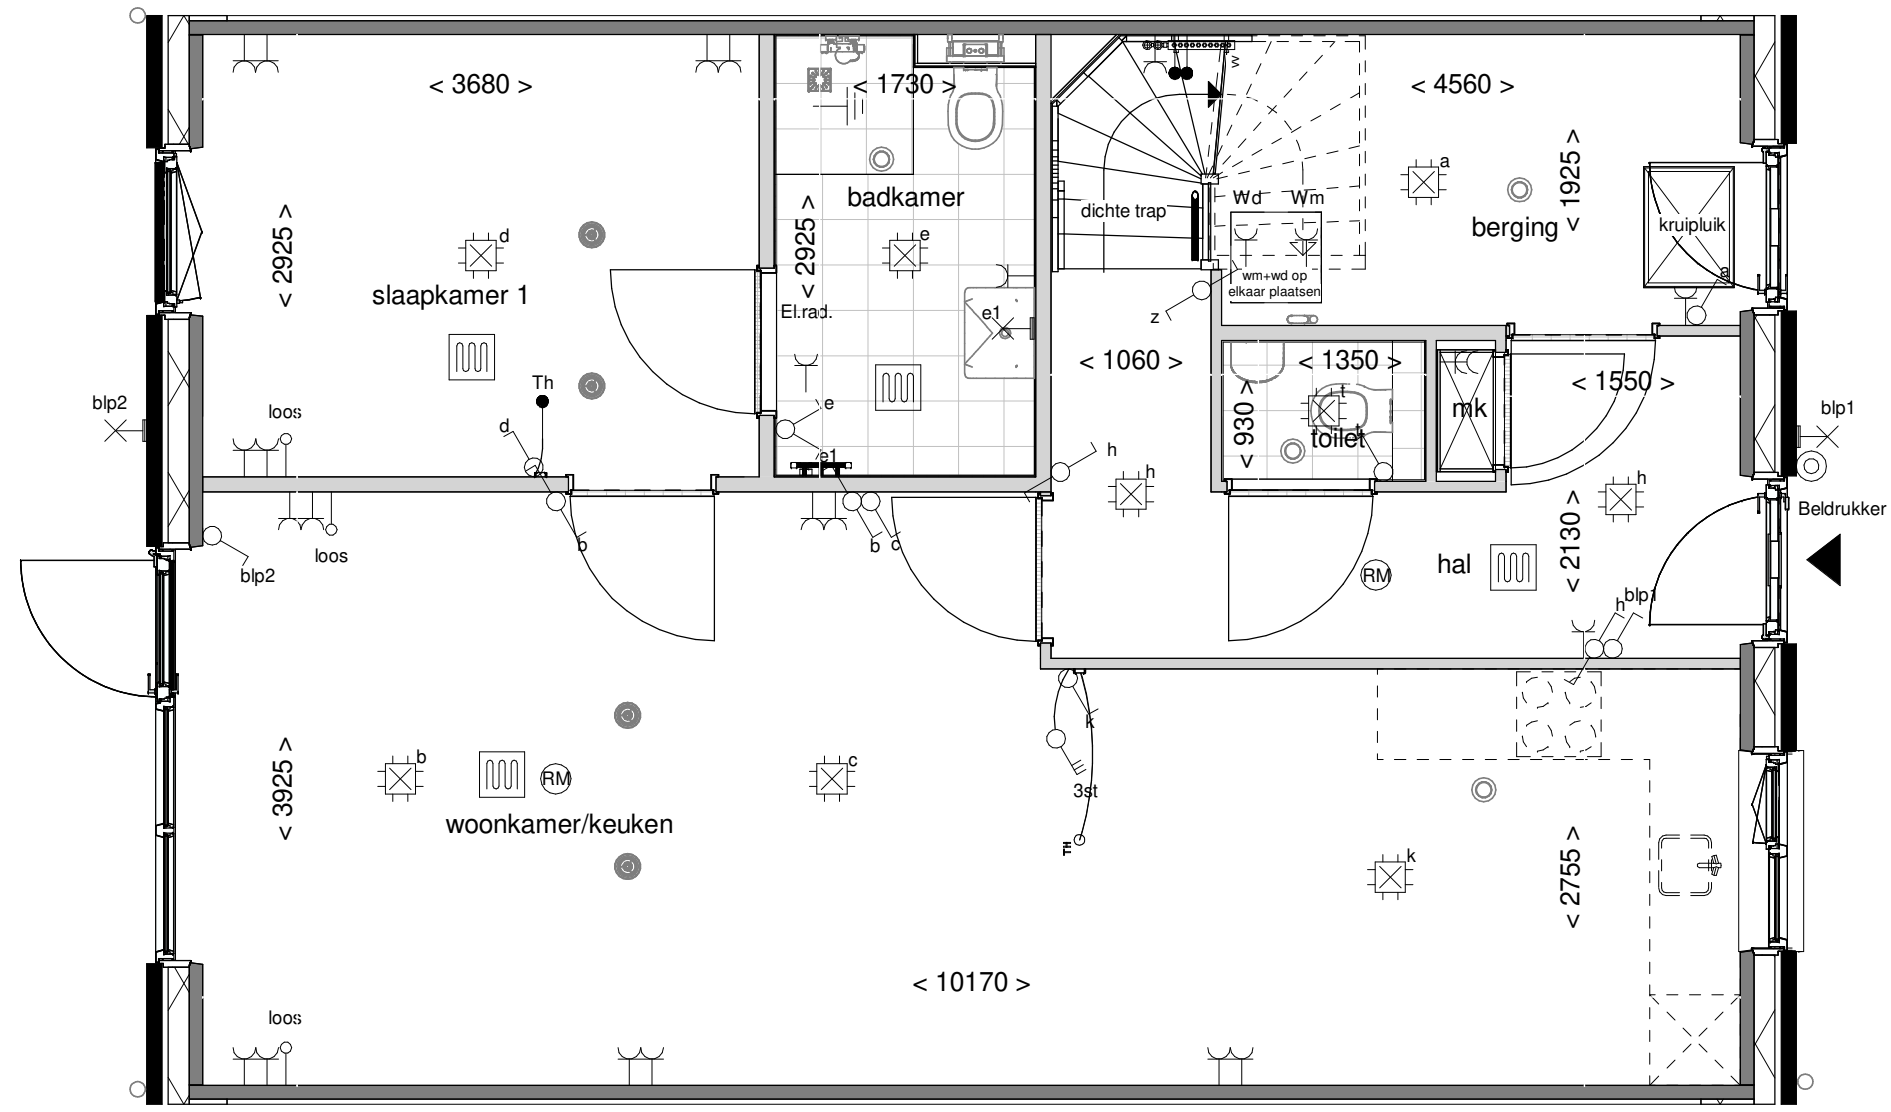 < 3680 >
< 1730 >
< 4560 >
w
a
< 1925 >
badkamer
Wd
Wm
dichte trap
berging
kruipluik
d
e
< 2925 >
< 2925 >
wm+wd op
elkaar plaatsen
a
slaapkamer 1
El.rad.
e1
z
< 1060 >
< 1350 >
< 1550 >
Th
blp2
loos
e
t
mk
blp1
d
< 930 >
toilet
t
e1
h
h
h
Beldrukker
b
b
c
loos
blp2
< 2130 >
hal
RM
h
blp1
k
b
RM
c
3st
< 3925 >
woonkamer/keuken
TH
k
< 2755 >
< 10170 >
loos